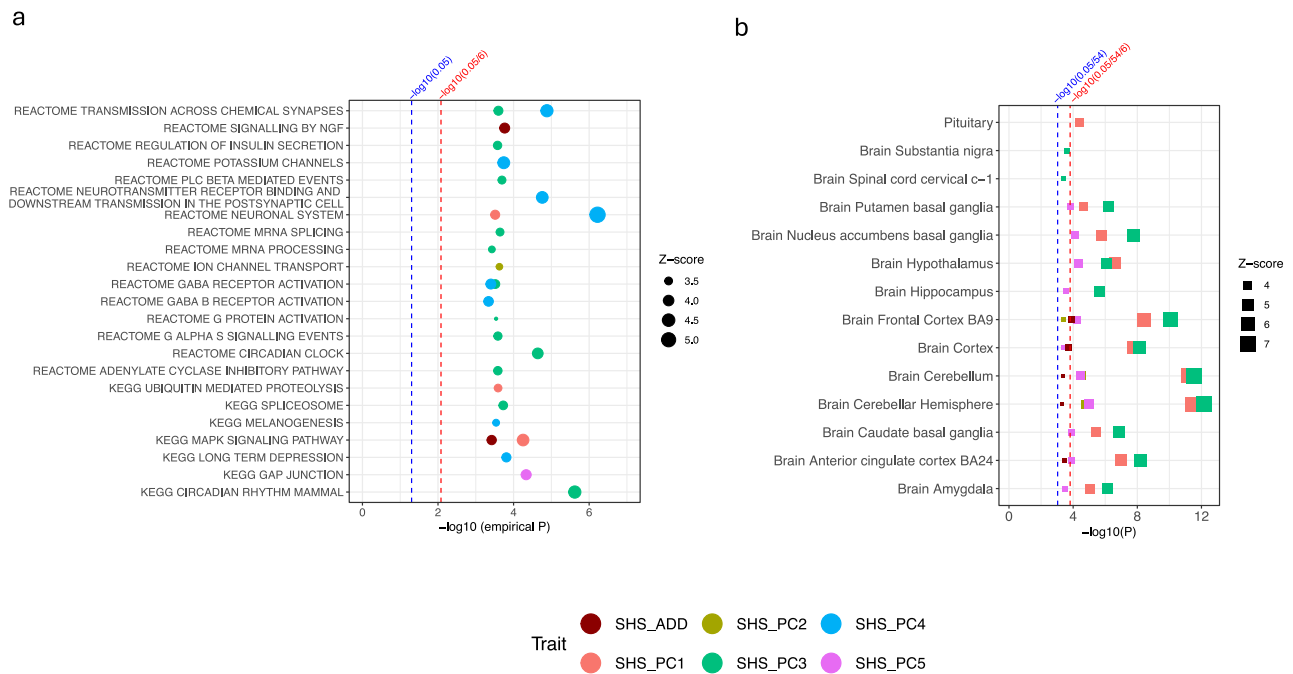 a
−log10(0.05)
−log10(0.05/6)
REACTOME TRANSMISSION ACROSS CHEMICAL SYNAPSES
REACTOME SIGNALLING BY NGF
REACTOME REGULATION OF INSULIN SECRETION
REACTOME POTASSIUM CHANNELS
REACTOME PLC BETA MEDIATED EVENTS
REACTOME NEUROTRANSMITTER RECEPTOR BINDING AND
DOWNSTREAM TRANSMISSION IN THE POSTSYNAPTIC CELL
REACTOME NEURONAL SYSTEM
REACTOME MRNA SPLICING
REACTOME MRNA PROCESSING
REACTOME ION CHANNEL TRANSPORT
REACTOME GABA RECEPTOR ACTIVATION
REACTOME GABA B RECEPTOR ACTIVATION
REACTOME G PROTEIN ACTIVATION
REACTOME G ALPHA S SIGNALLING EVENTS
REACTOME CIRCADIAN CLOCK
REACTOME ADENYLATE CYCLASE INHIBITORY PATHWAY
KEGG UBIQUITIN MEDIATED PROTEOLYSIS
KEGG SPLICEOSOME
KEGG MELANOGENESIS
KEGG MAPK SIGNALING PATHWAY
KEGG LONG TERM DEPRESSION
KEGG GAP JUNCTION
KEGG CIRCADIAN RHYTHM MAMMAL
0 2 4 6
−log10 (empirical P)
Z−score
3.5
4.0
4.5
5.0
b
−log10(0.05/54)
−log10(0.05/54/6)
Pituitary
Brain Substantia nigra
Brain Spinal cord cervical c−1
Brain Putamen basal ganglia
Brain Nucleus accumbens basal ganglia
Brain Hypothalamus
Brain Hippocampus
Brain Frontal Cortex BA9
Brain Cortex
Brain Cerebellum
Brain Cerebellar Hemisphere
Brain Caudate basal ganglia
Brain Anterior cingulate cortex BA24
Brain Amygdala
0 4 8 12
−log10(P)
Z−score
4
5
6
7
Trait
SHS_ADD SHS_PC2 SHS_PC4
SHS_PC1 SHS_PC3 SHS_PC5